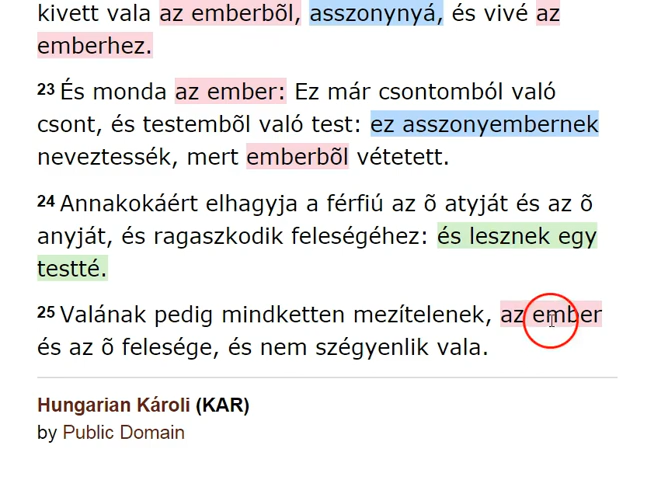 kivett vala az emberbõl, asszonynyá, és vivé az
emberhez.
23 És monda az ember: Ez már csontomból való
csont, és testembõl való test: ez asszonyembernek
neveztessék, mert emberbõl vétetett.
24 Annakokáért elhagyja a férfiú az õ atyját és az õ
anyját, és ragaszkodik feleségéhez: és lesznek egy
testté.
25 Valának pedig mindketten mezítelenek, az ember
és az õ felesége, és nem szégyenlik vala.
Hungarian Károli (KAR)
by Public Domain